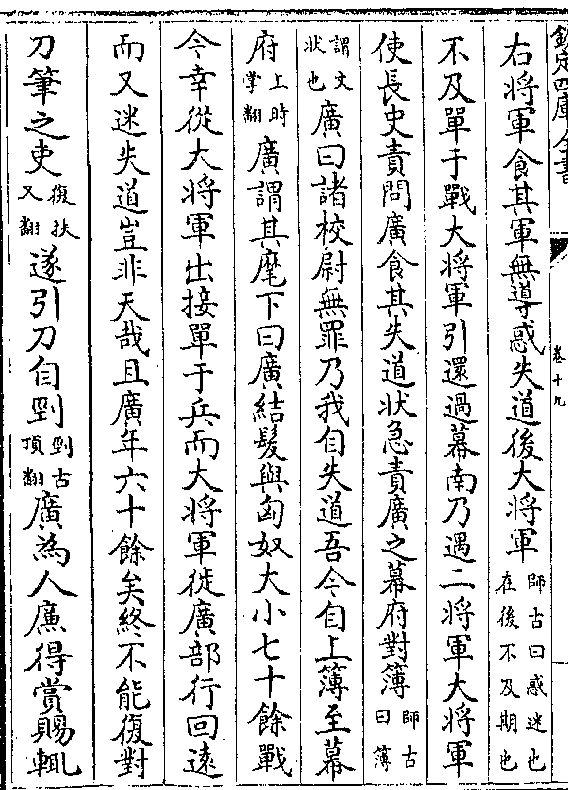 欽定四庫全書
卷十九
右將軍食其軍無導惑失道後大將軍師古曰惑迷也在後不及期也
不及單于戰大將軍引還過幕南乃遇二將軍大將軍
使長史責問廣食其失道狀急責廣之幕府對簿師古曰簿
謂文狀也廣曰諸校尉無罪乃我自失道吾今自上簿至幕
府上時掌翻廣謂其麾下曰廣結髮與匈奴大小七十餘戰
今幸從大將軍出接單于兵而大將軍徙廣部行回遠
而又迷失道豈非天哉且廣年六十餘矣終不能復對
刀筆之吏復扶又翻遂引刀自剄剄古頂翻廣為人廉得賞賜輒